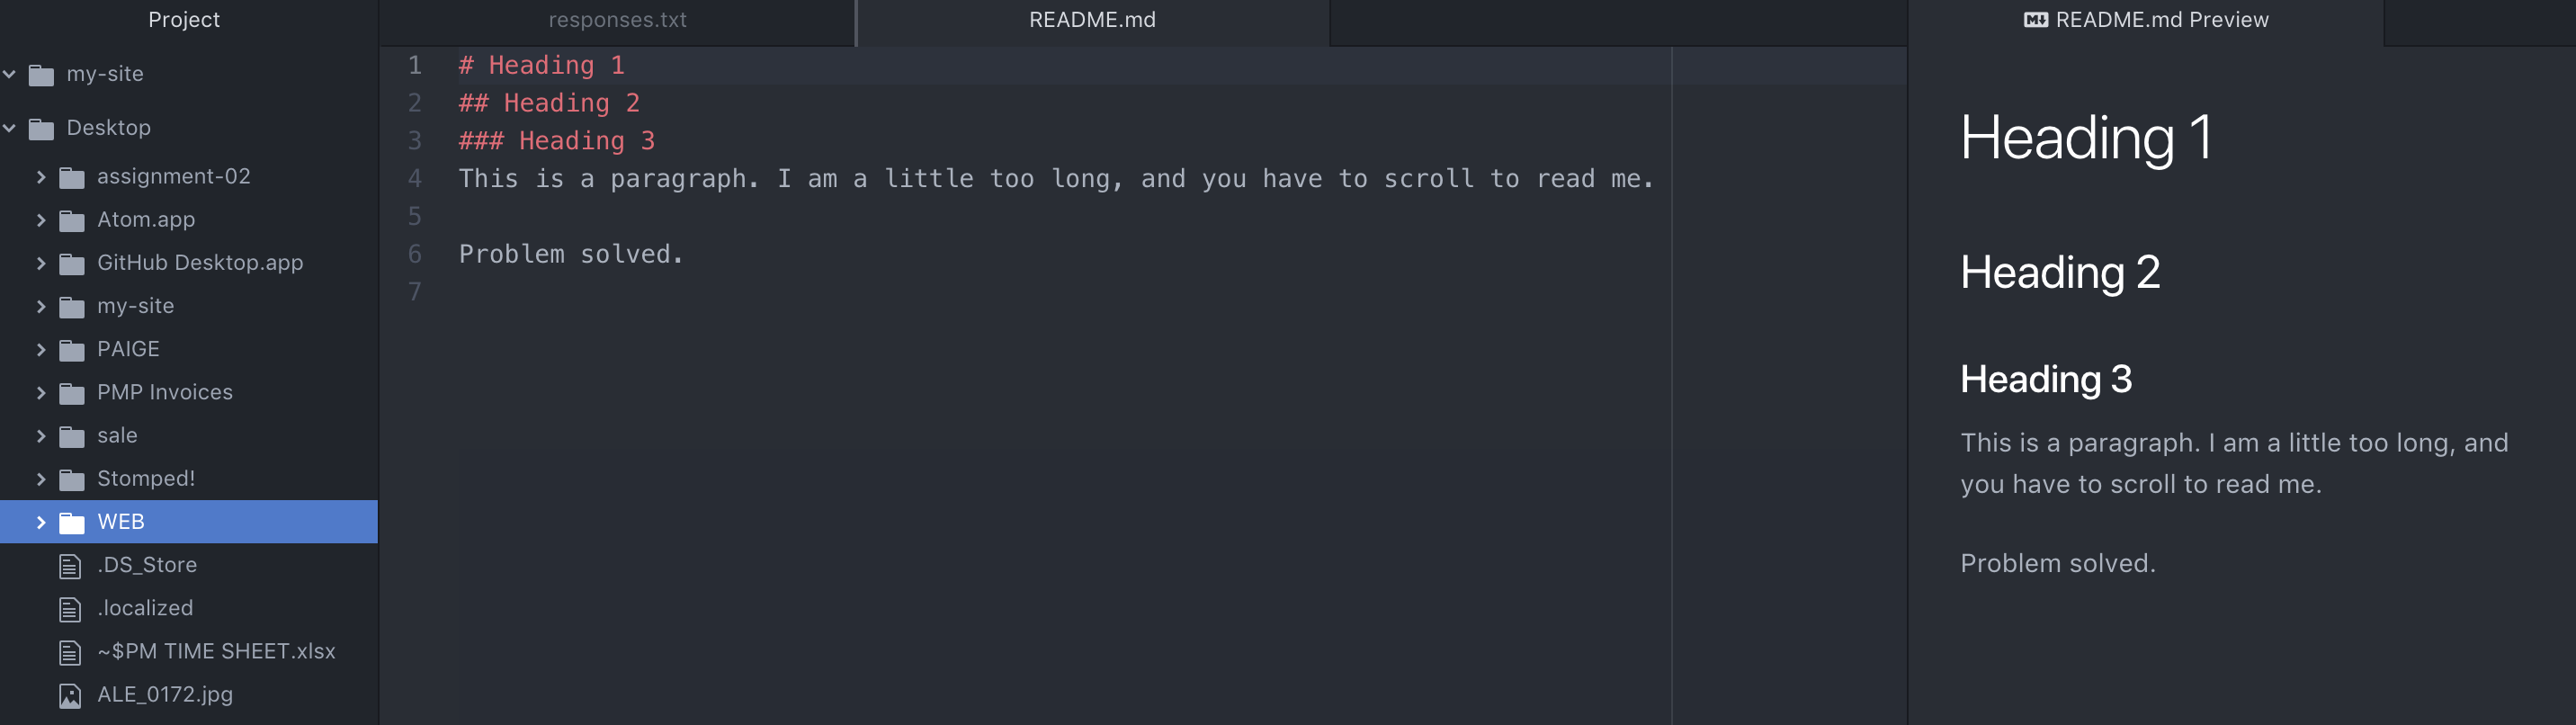 Project
my-site
Desktop
assignment-02
Atom.app
GitHub Desktop.app
my-site
PAIGE
PMP Invoices
sale
Stomped!
WEB
.DS_Store
.localized
~$PM TIME SHEET.xlsx
ALE_0172.jpg
responses.txt
README.md
1 # Heading 1
2 ## Heading 2
3 ### Heading 3
4 This is a paragraph. I am a little too long, and you have to scroll to read me.
5
6 Problem solved.
7
README.md Preview
Heading 1
Heading 2
Heading 3
This is a paragraph. I am a little too long, and
you have to scroll to read me.
Problem solved.